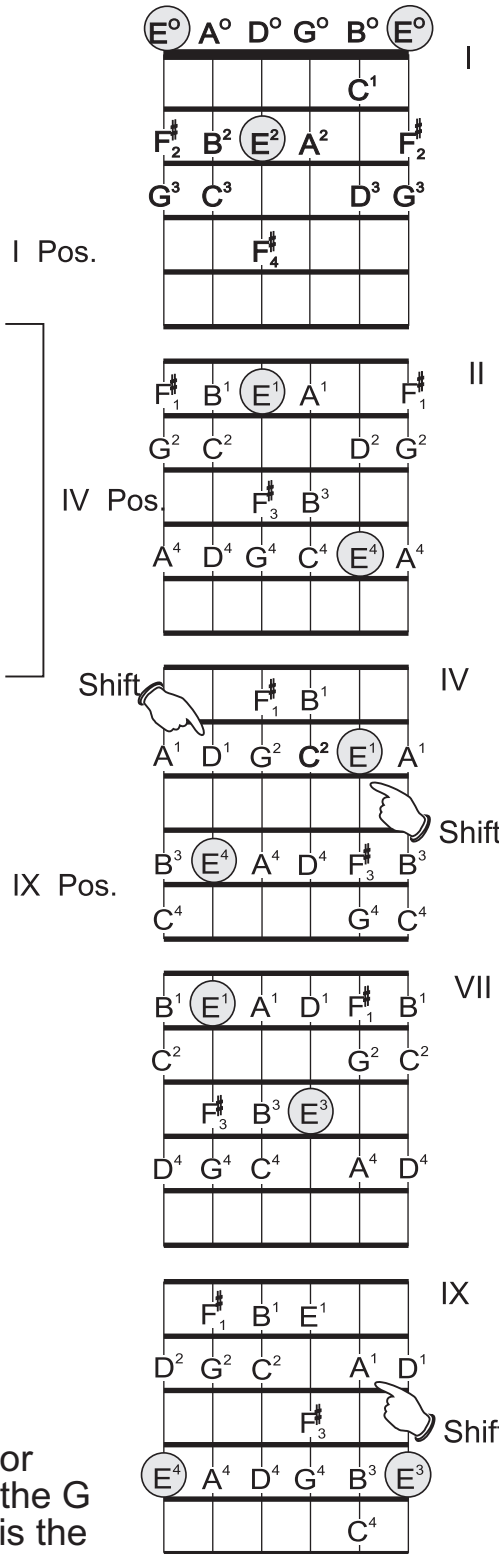 E⁰ A⁰ D⁰ G⁰ B⁰ E⁰
I
C¹
F♯₂ B² E² A² F♯₂
G³ C³ D³ G³
I Pos.
F♯₄
II
F♯₁ B¹ E¹ A¹ F♯₁
G² C² D² G²
IV Pos.
F♯₃ B³
A⁴ D⁴ G⁴ C⁴ E⁴ A⁴
IV
Shift
F♯₁ B¹
A¹ D¹ G² C² E¹ A¹
Shift
B³ E⁴ A⁴ D⁴ F♯₃ B³
IX Pos.
C⁴ G⁴ C⁴
VII
B¹ E¹ A¹ D¹ F♯₁ B¹
C² G² C²
F♯₃ B³ E³
D⁴ G⁴ C⁴ A⁴ D⁴
IX
F♯₁ B¹ E¹
D² G² C² A¹ D¹
F♯₃
Shift
or
the G
is the
E⁴ A⁴ D⁴ G⁴ B³ E³
C⁴